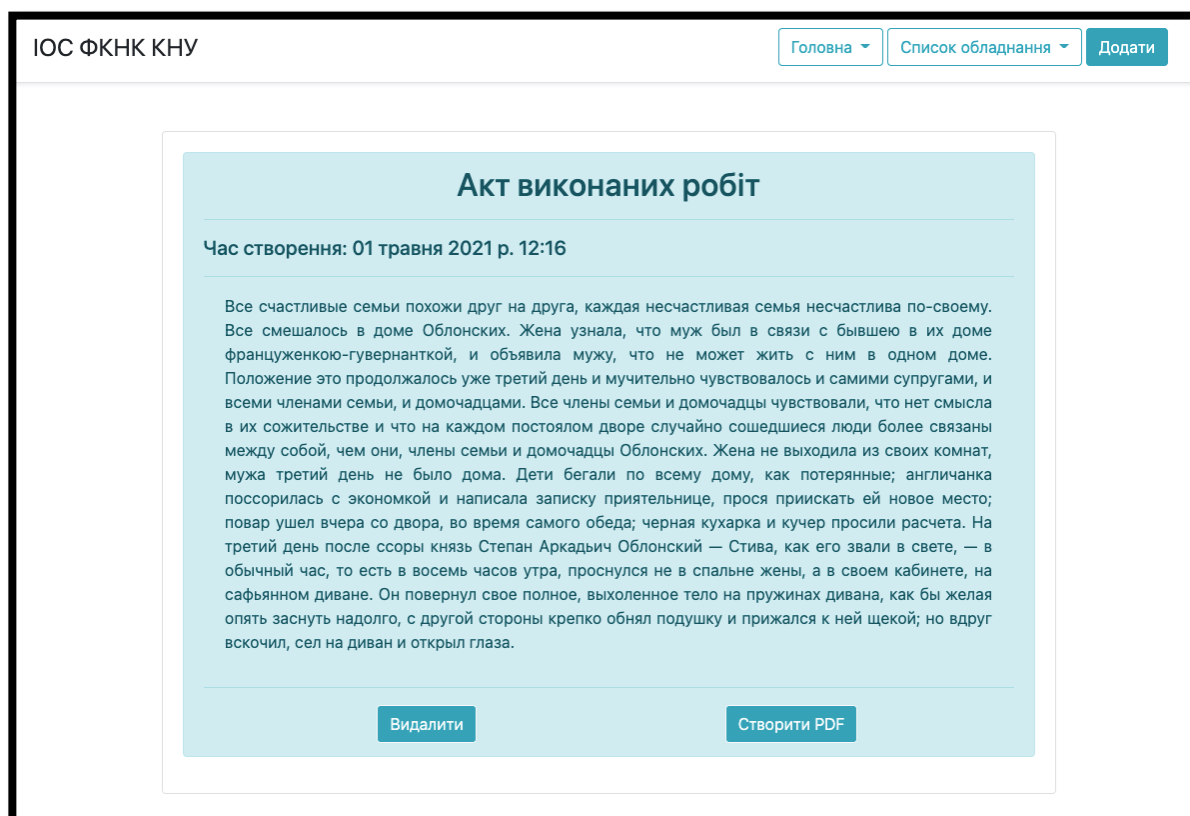 ІОС ФКНК КНУ
Головна
Список обладнання
Додати
Акт виконаних робіт
Час створення: 01 травня 2021 р. 12:16
Все счастливые семьи похожи друг на друга, каждая несчастливая семья несчастлива по-своему.
Все смешалось в доме Облонских. Жена узнала, что муж был в связи с бывшею в их доме
француженкою-гувернанткой, и объявила мужу, что не может жить с ним в одном доме.
Положение это продолжалось уже третий день и мучительно чувствовалось и самими супругами, и
всеми членами семьи, и домочадцами. Все члены семьи и домочадцы чувствовали, что нет смысла
в их сожительстве и что на каждом постоялом дворе случайно сошедшиеся люди более связаны
между собой, чем они, члены семьи и домочадцы Облонских. Жена не выходила из своих комнат,
мужа третий день не было дома. Дети бегали по всему дому, как потерянные; англичанка
поссорилась с экономкой и написала записку приятельнице, прося приискать ей новое место;
повар ушел вчера со двора, во время самого обеда; черная кухарка и кучер просили расчета. На
третий день после ссоры князь Степан Аркадьич Облонский — Стива, как его звали в свете, — в
обычный час, то есть в восемь часов утра, проснулся не в спальне жены, а в своем кабинете, на
сафьянном диване. Он повернул свое полное, выхоленное тело на пружинах дивана, как бы желая
опять заснуть надолго, с другой стороны крепко обнял подушку и прижался к ней щекой; но вдруг
вскочил, сел на диван и открыл глаза.
Видалити
Створити PDF